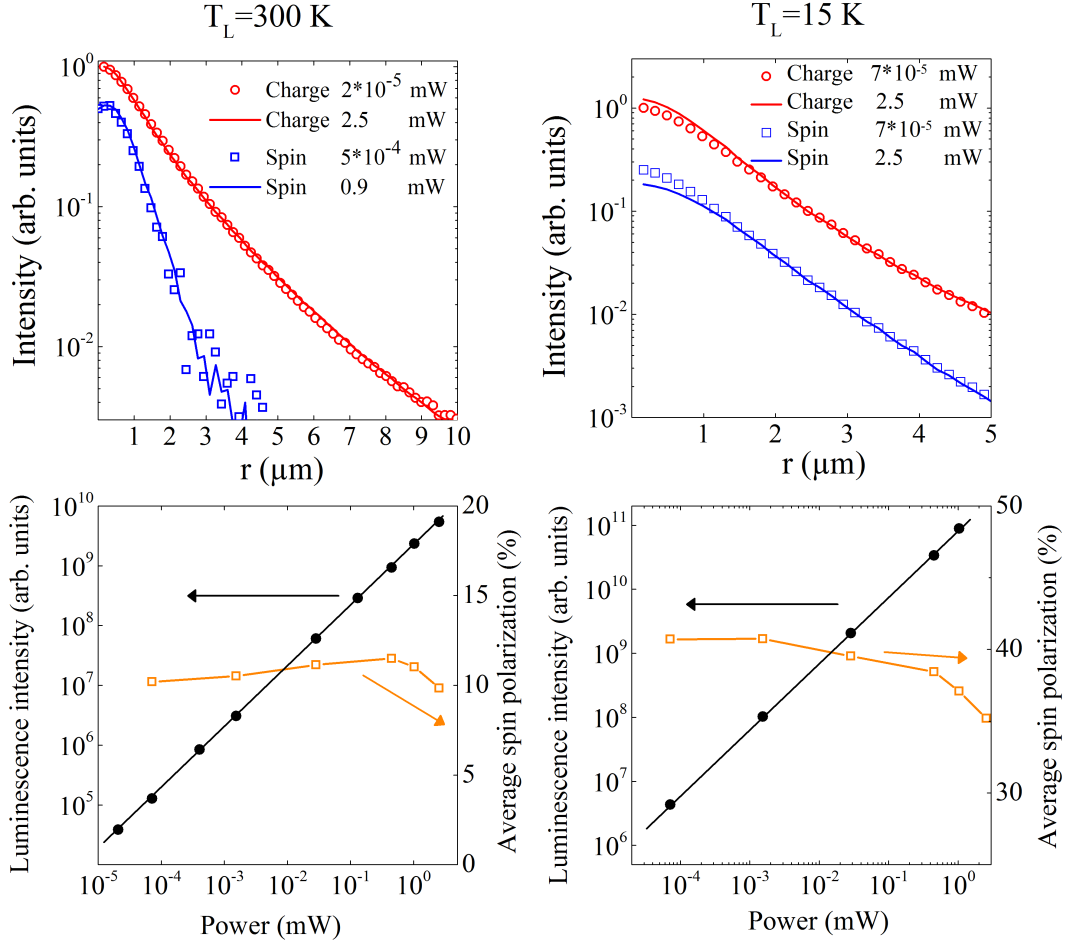 T_L=300 K
T_L=15 K
Intensity (arb. units)
10^0
10^-1
10^-2
Charge 2*10^-5 mW
Charge 2.5 mW
Spin 5*10^-4 mW
Spin 0.9 mW
1 2 3 4 5 6 7 8 9 10
r (µm)
Intensity (arb. units)
10^0
10^-1
10^-2
10^-3
Charge 7*10^-5 mW
Charge 2.5 mW
Spin 7*10^-5 mW
Spin 2.5 mW
1 2 3 4 5
r (µm)
Luminescence intensity (arb. units)
10^10
10^9
10^8
10^7
10^6
10^5
20
15
10
5
0
Average spin polarization (%)
10^-5 10^-4 10^-3 10^-2 10^-1 10^0
Power (mW)
Luminescence intensity (arb. units)
10^11
10^10
10^9
10^8
10^7
10^6
50
40
30
Average spin polarization (%)
10^-4 10^-2 10^0
Power (mW)